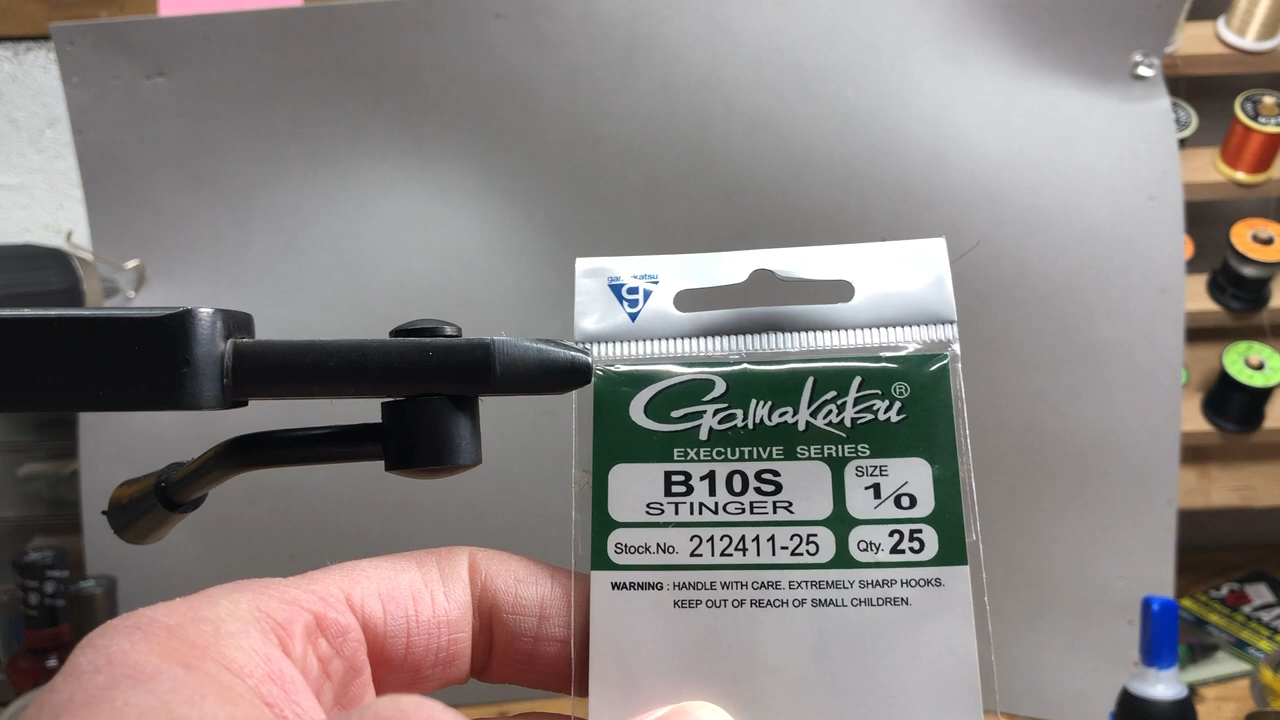 Gamakatsu®
EXECUTIVE SERIES
B10S
STINGER
SIZE
1/0
Stock.No. 212411-25
Qty. 25
WARNING : HANDLE WITH CARE. EXTREMELY SHARP HOOKS.
KEEP OUT OF REACH OF SMALL CHILDREN.